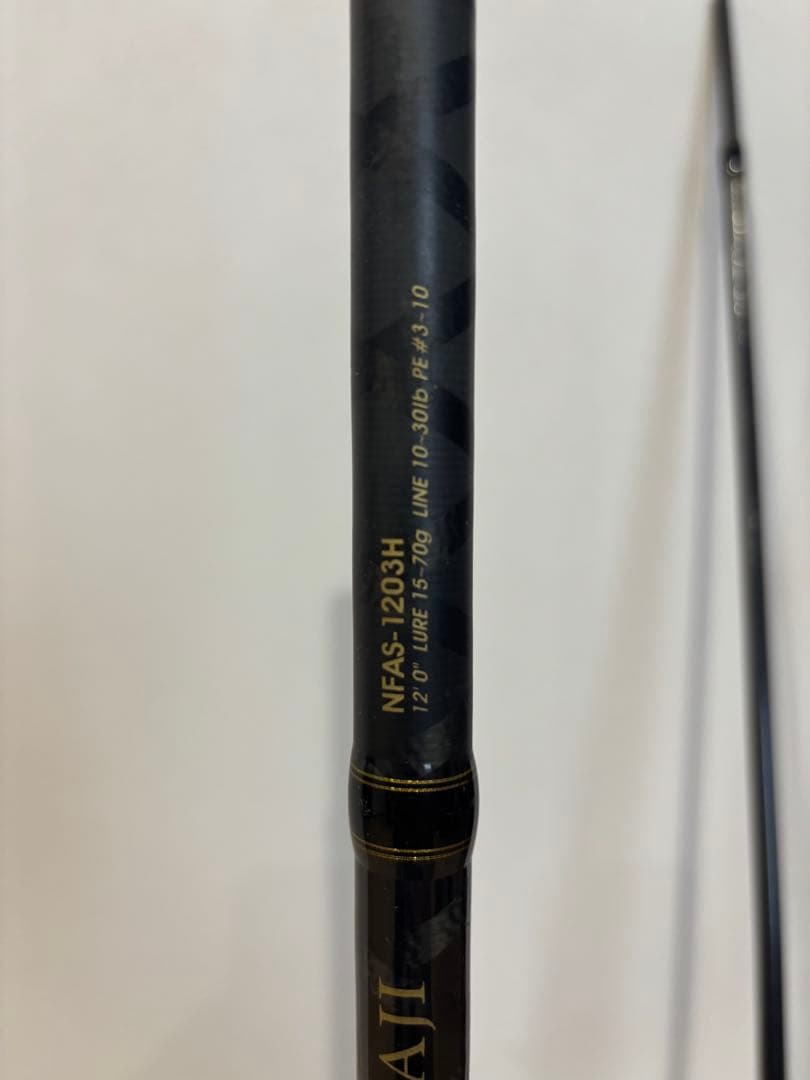 NFAS-1203H
12' 0" LURE 15~70g LINE 10~30lb PE #3~10
AJI